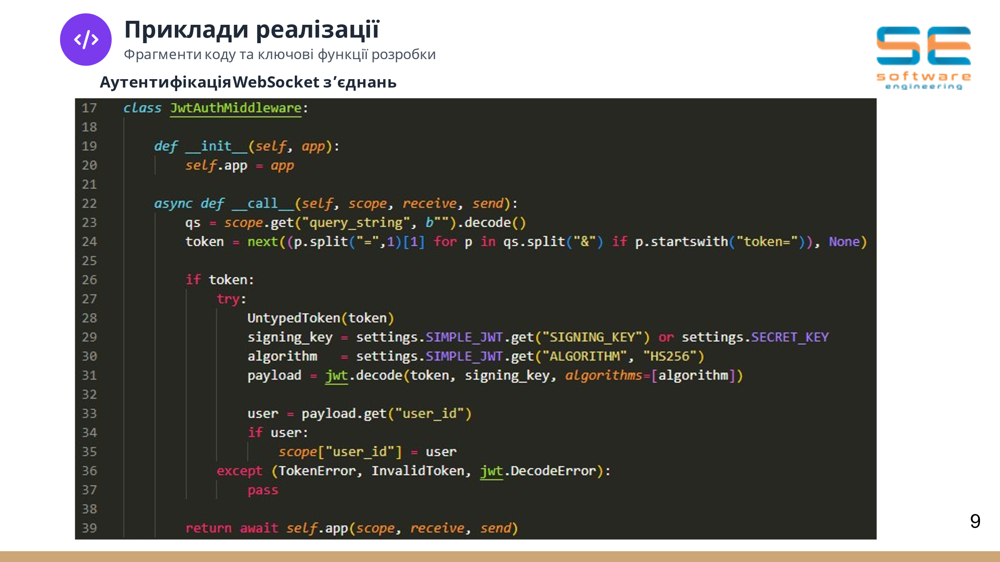 Приклади реалізації
Фрагменти коду та ключові функції розробки
Аутентифікація WebSocket з’єднань
SE
software
engineering
17 class JwtAuthMiddleware:
18
19     def __init__(self, app):
20         self.app = app
21
22     async def __call__(self, scope, receive, send):
23         qs = scope.get("query_string", b"").decode()
24         token = next((p.split("=",1)[1] for p in qs.split("&") if p.startswith("token=")), None)
25
26         if token:
27             try:
28                 UntypedToken(token)
29                 signing_key = settings.SIMPLE_JWT.get("SIGNING_KEY") or settings.SECRET_KEY
30                 algorithm   = settings.SIMPLE_JWT.get("ALGORITHM", "HS256")
31                 payload = jwt.decode(token, signing_key, algorithms=[algorithm])
32
33                 user = payload.get("user_id")
34                 if user:
35                     scope["user_id"] = user
36             except (TokenError, InvalidToken, jwt.DecodeError):
37                 pass
38
39         return await self.app(scope, receive, send)
9